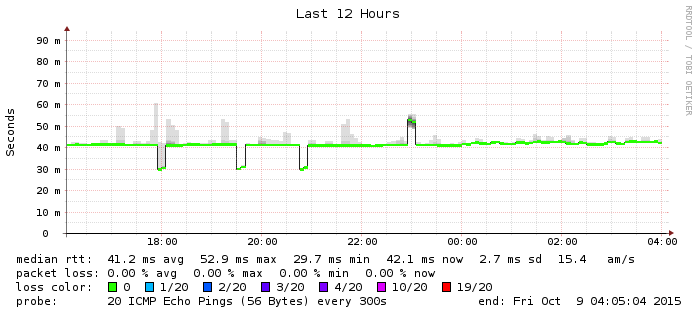 Last 12 Hours
RRDTOOL / TOBI OETIKER
Seconds
90 m
80 m
70 m
60 m
50 m
40 m
30 m
20 m
10 m
0
18:00 20:00 22:00 00:00 02:00 04:00
median rtt: 41.2 ms avg 52.9 ms max 29.7 ms min 42.1 ms now 2.7 ms sd 15.4 am/s
packet loss: 0.00 % avg 0.00 % max 0.00 % min 0.00 % now
loss color: 0 1/20 2/20 3/20 4/20 10/20 19/20
probe: 20 ICMP Echo Pings (56 Bytes) every 300s end: Fri Oct 9 04:05:04 2015